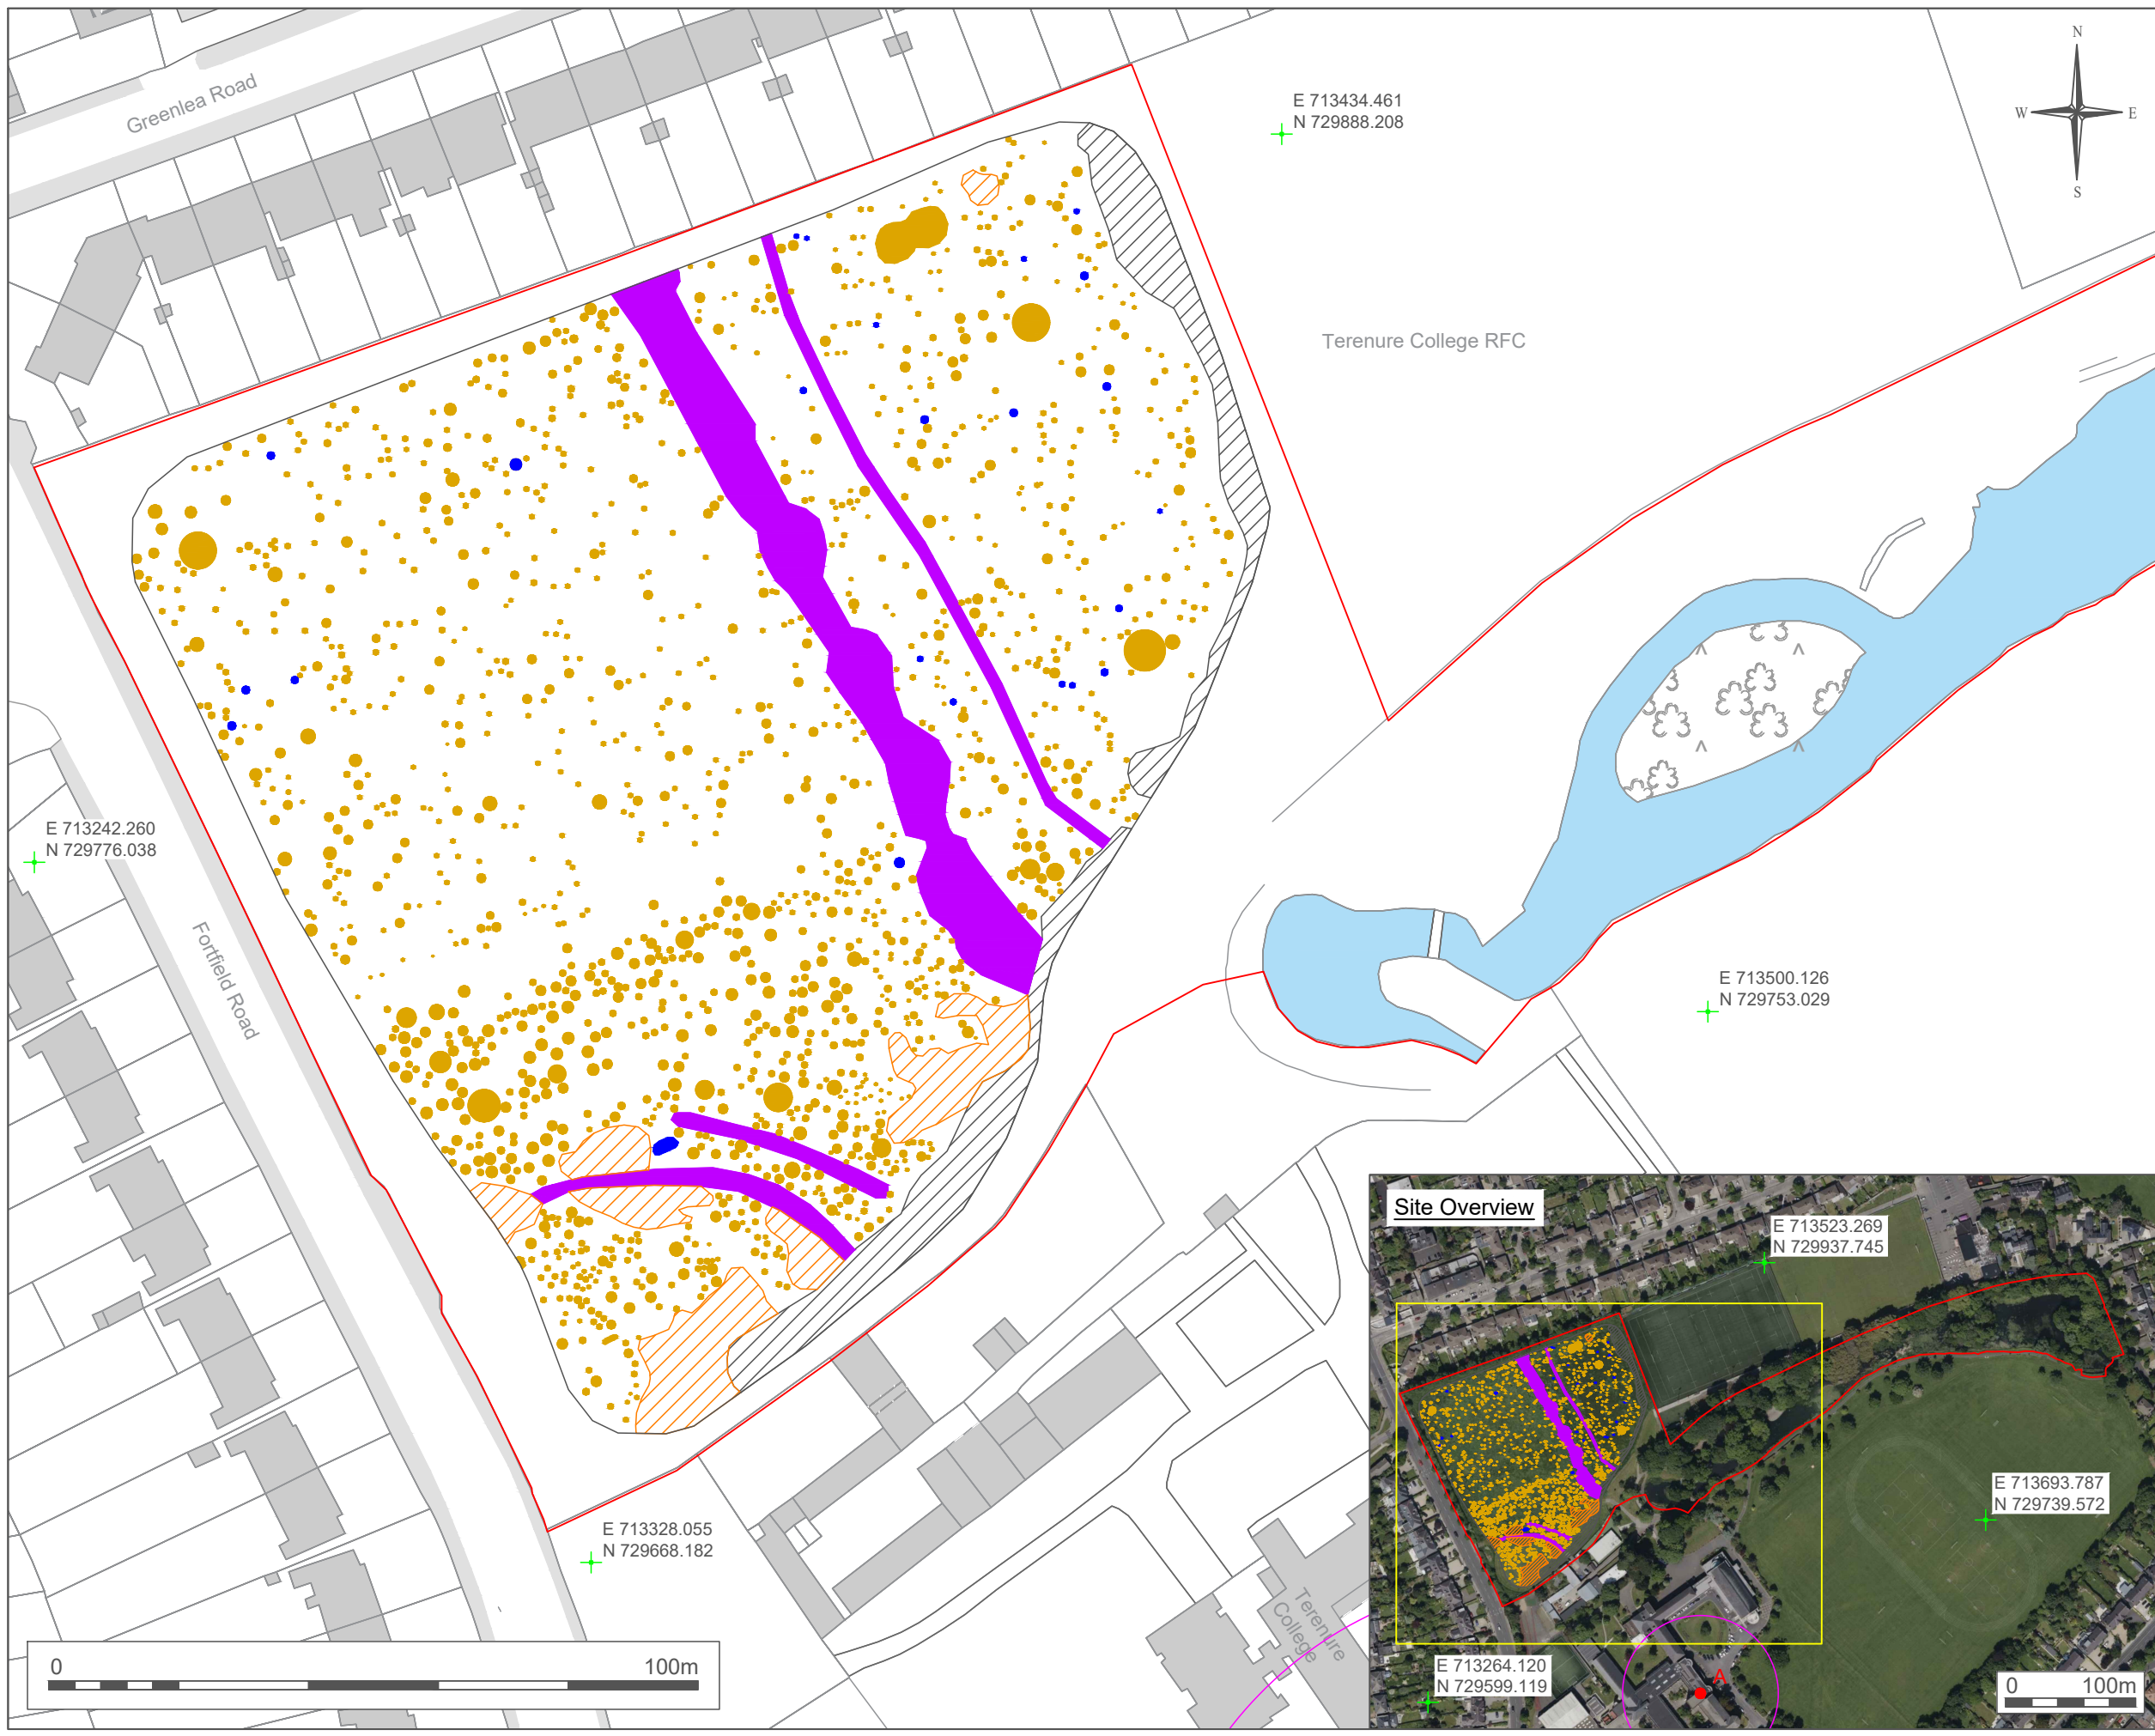 N
W E
S
Greenlea Road
E 713434.461
N 729888.208
Terenure College RFC
E 713242.260
N 729776.038
Fortfield Road
E 713500.126
N 729753.029
E 713328.055
N 729668.182
Terenure
College
0 100m
Site Overview
E 713523.269
N 729937.745
E 713693.787
N 729739.572
E 713264.120
N 729599.119
A
0 100m